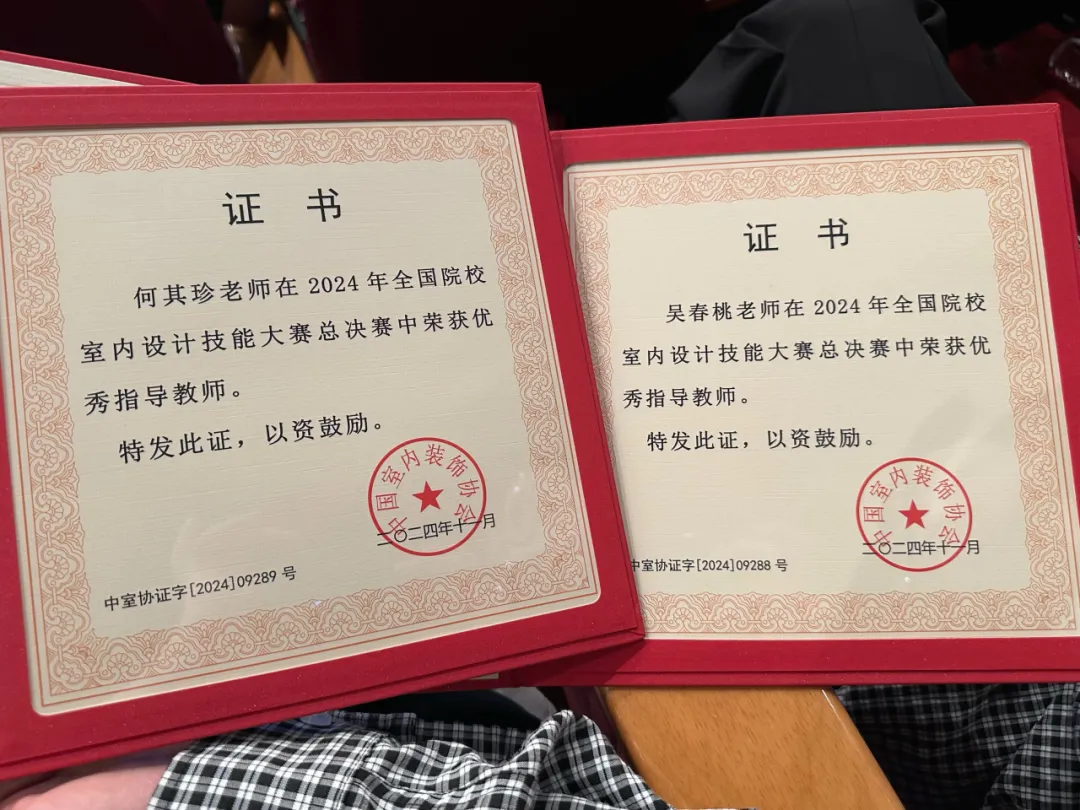 证 书
何其珍老师在 2024 年全国院校
室内设计技能大赛总决赛中荣获优
秀指导教师。
特发此证，以资鼓励。
中国室内装饰协会
二〇二四年十一月
中室协证字[2024]09289 号
证 书
吴春桃老师在 2024 年全国院校
室内设计技能大赛总决赛中荣获优
秀指导教师。
特发此证，以资鼓励。
中国室内装饰协会
二〇二四年十一月
中室协证字[2024]09288 号